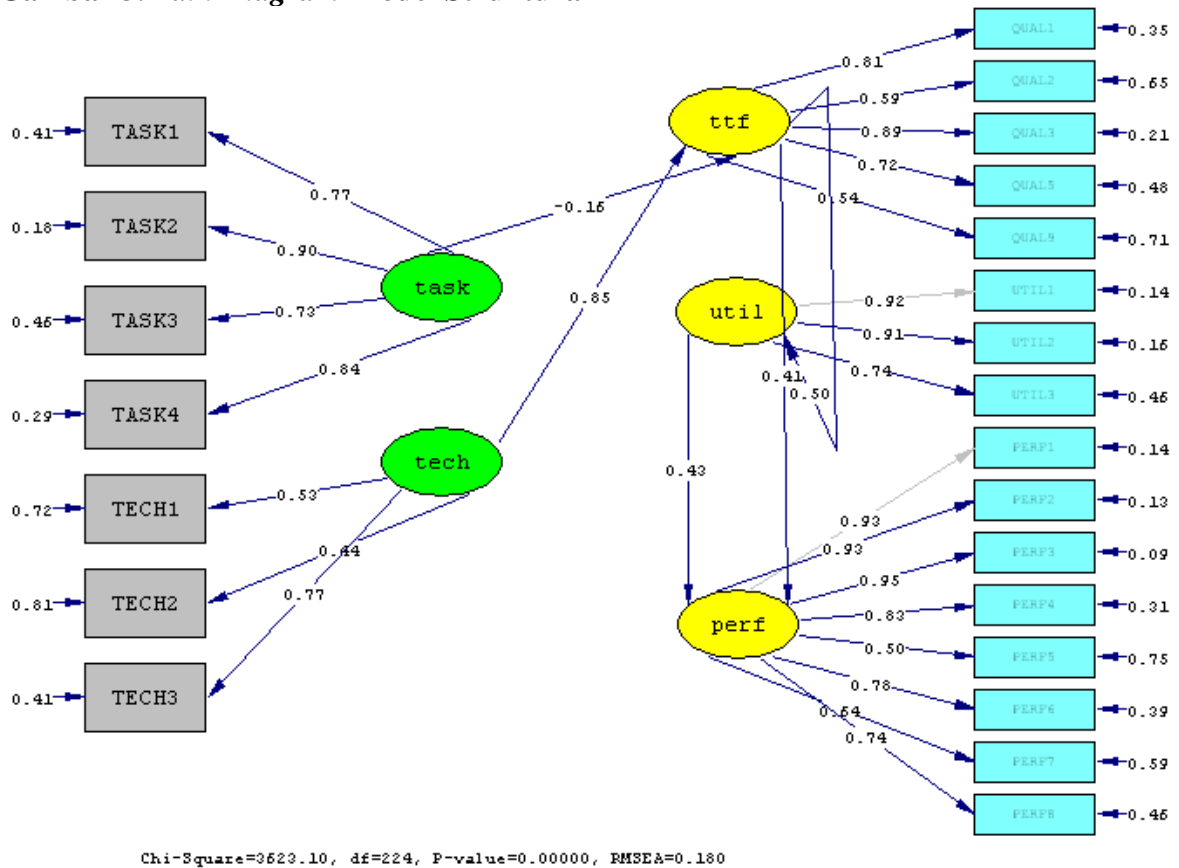 QUAL1
0.35
0.81
QUAL2
0.65
0.59
ttf
0.41
TASK1
0.89
QUAL3
0.21
0.72
QUAL5
0.48
0.77
0.54
-0.16
0.18
TASK2
QUAL9
0.71
0.90
task
UTIL1
0.14
0.85
0.92
util
0.46
TASK3
0.73
0.91
UTIL2
0.16
0.84
0.74
0.41
0.50
UTIL3
0.46
0.29
TASK4
PERF1
0.14
tech
0.43
0.53
PERF2
0.13
0.72
TECH1
0.93
0.44
0.93
PERF3
0.09
0.95
0.77
0.81
TECH2
0.83
PERF4
0.31
perf
0.50
PERF5
0.75
0.41
TECH3
0.78
PERF6
0.39
0.64
0.74
PERF7
0.59
PERF8
0.46
Chi-Square=3623.10, df=224, P-value=0.00000, RMSEA=0.180